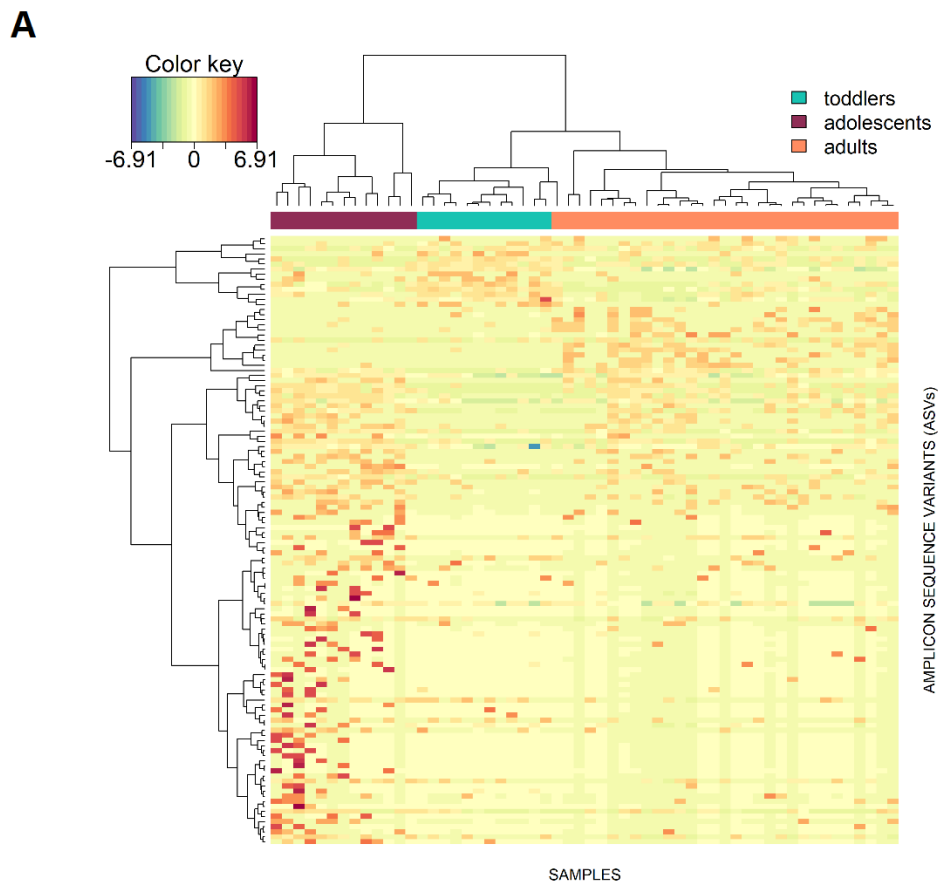 A
Color key
-6.91 0 6.91
toddlers
adolescents
adults
AMPLICON SEQUENCE VARIANTS (ASVs)
SAMPLES